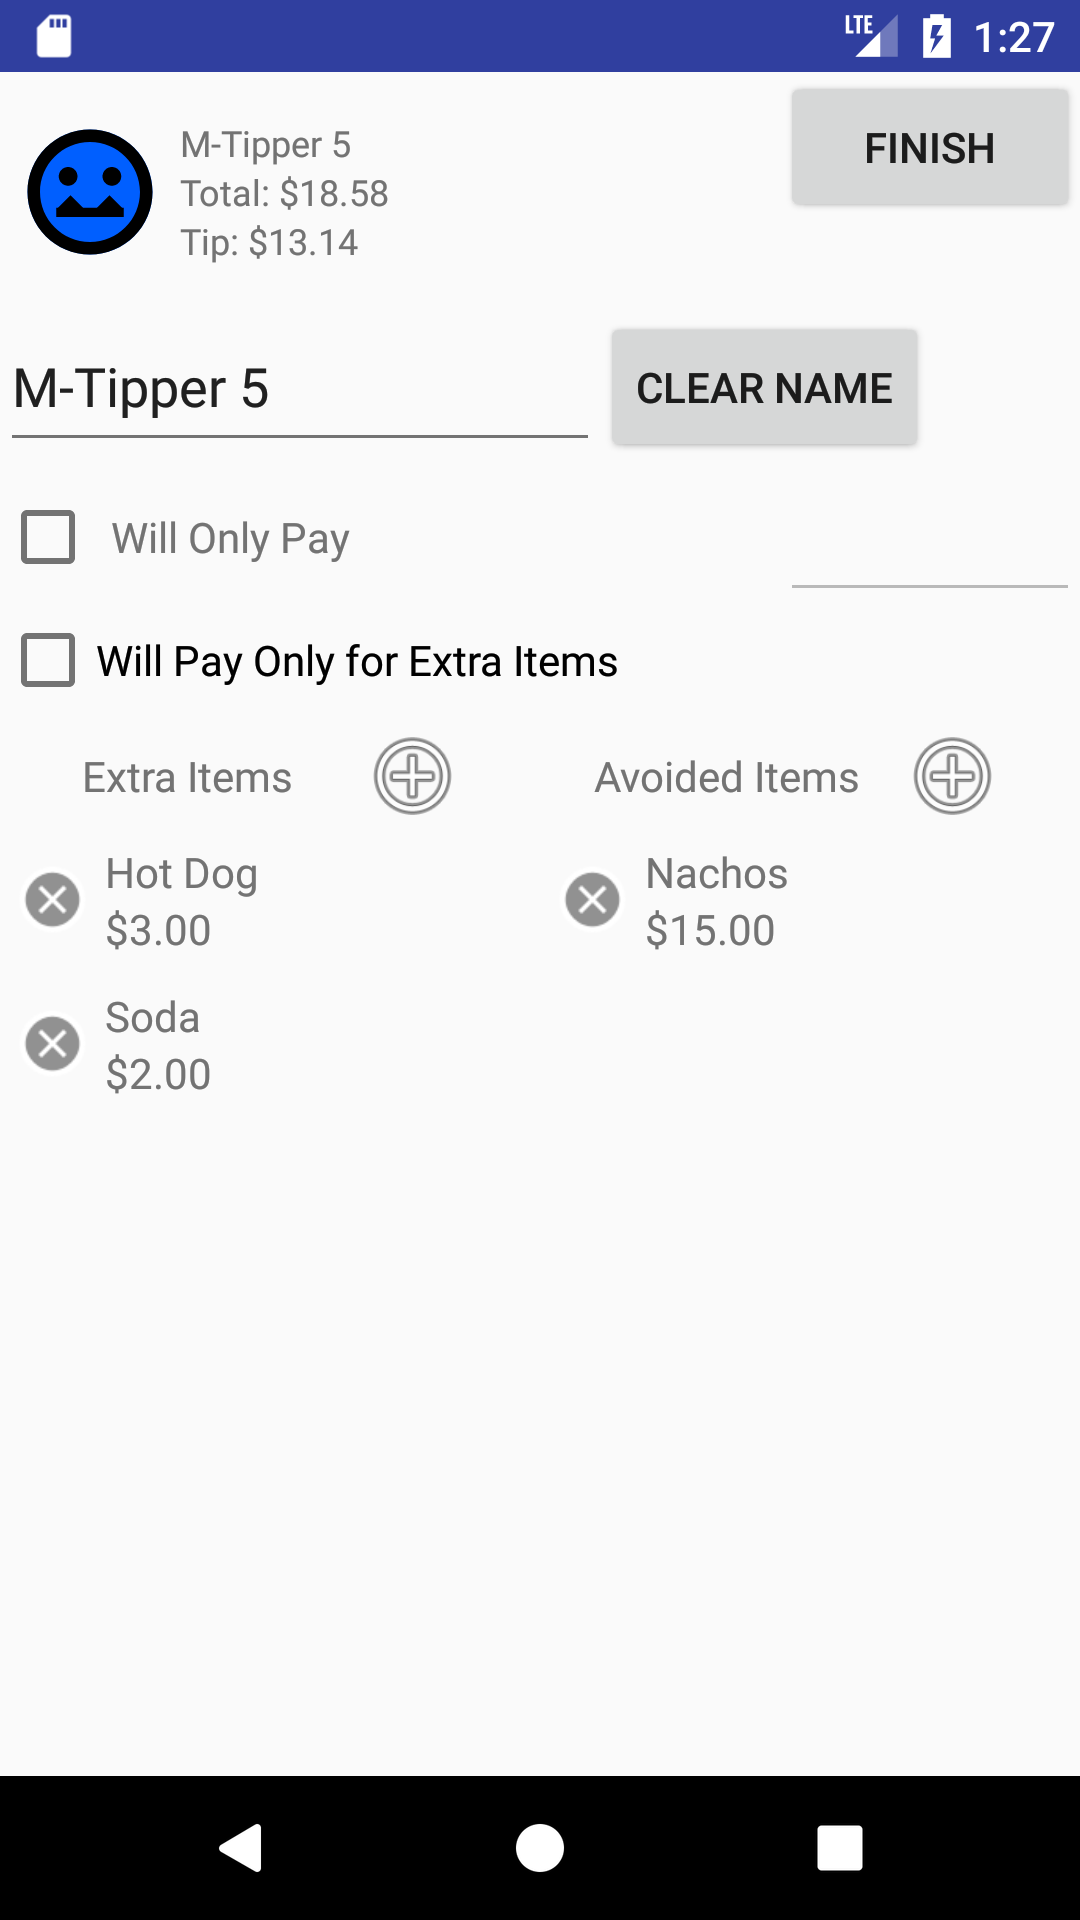 LTE 1:27
M-Tipper 5
Total: $18.58
Tip: $13.14
FINISH
M-Tipper 5
CLEAR NAME
Will Only Pay
Will Pay Only for Extra Items
Extra Items
Avoided Items
Hot Dog
$3.00
Nachos
$15.00
Soda
$2.00